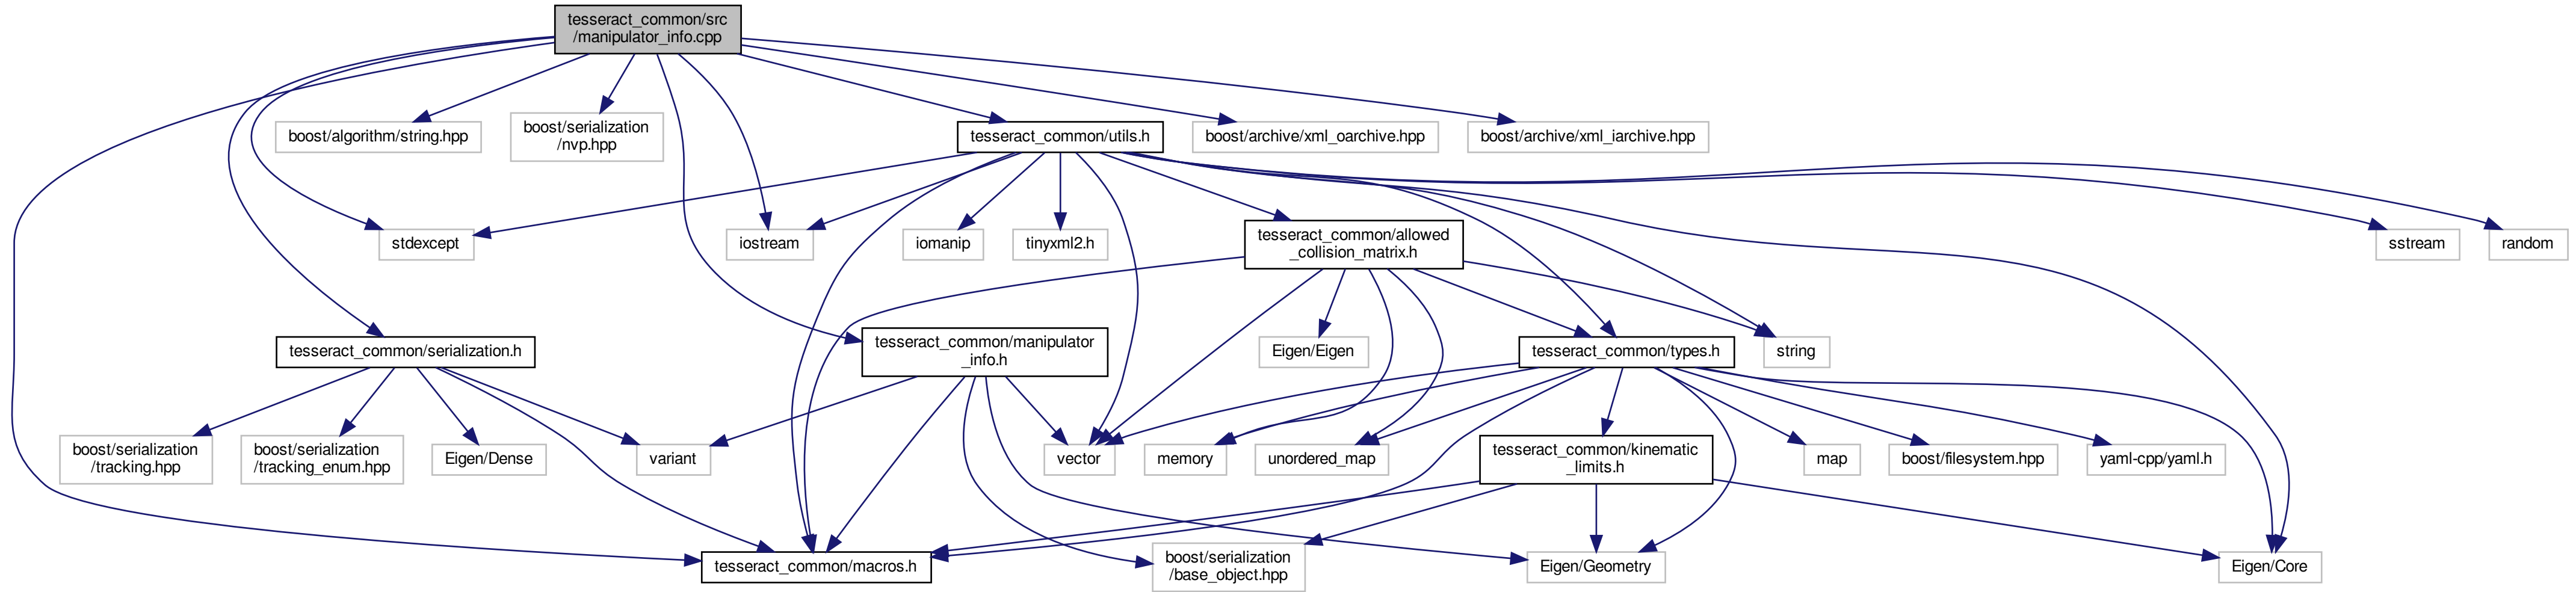 tesseract_common/src
/manipulator_info.cpp
boost/algorithm/string.hpp
boost/serialization
/nvp.hpp
tesseract_common/utils.h
boost/archive/xml_oarchive.hpp
boost/archive/xml_iarchive.hpp
stdexcept
iostream
iomanip
tinyxml2.h
tesseract_common/allowed
_collision_matrix.h
sstream
random
tesseract_common/serialization.h
tesseract_common/manipulator
_info.h
Eigen/Eigen
tesseract_common/types.h
string
boost/serialization
/tracking.hpp
boost/serialization
/tracking_enum.hpp
Eigen/Dense
variant
vector
memory
unordered_map
tesseract_common/kinematic
_limits.h
map
boost/filesystem.hpp
yaml-cpp/yaml.h
tesseract_common/macros.h
boost/serialization
/base_object.hpp
Eigen/Geometry
Eigen/Core